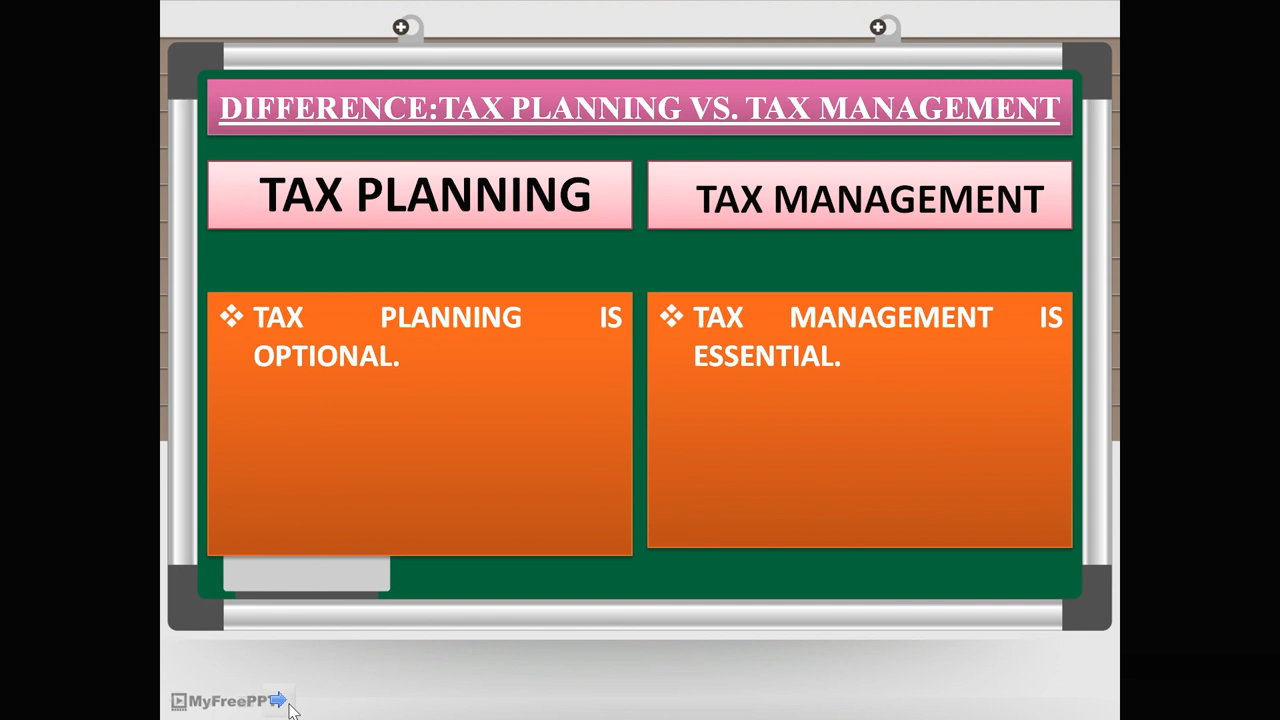 DIFFERENCE:TAX PLANNING VS. TAX MANAGEMENT
TAX PLANNING
TAX MANAGEMENT
❖ TAX PLANNING IS
OPTIONAL.
❖ TAX MANAGEMENT IS
ESSENTIAL.
MyFreePP